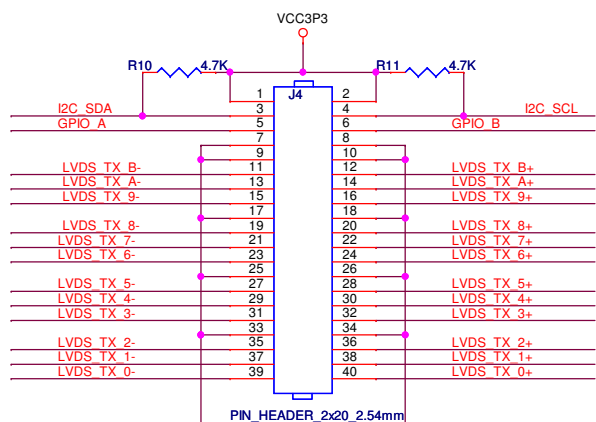 VCC3P3
R10 4.7K R11 4.7K
J4
1 2
I2C_SDA 3 4 I2C_SCL
GPIO_A 5 6 GPIO_B
7 8
9 10
LVDS_TX_B- 11 12 LVDS_TX_B+
LVDS_TX_A- 13 14 LVDS_TX_A+
LVDS_TX_9- 15 16 LVDS_TX_9+
17 18
LVDS_TX_8- 19 20 LVDS_TX_8+
LVDS_TX_7- 21 22 LVDS_TX_7+
LVDS_TX_6- 23 24 LVDS_TX_6+
25 26
LVDS_TX_5- 27 28 LVDS_TX_5+
LVDS_TX_4- 29 30 LVDS_TX_4+
LVDS_TX_3- 31 32 LVDS_TX_3+
33 34
LVDS_TX_2- 35 36 LVDS_TX_2+
LVDS_TX_1- 37 38 LVDS_TX_1+
LVDS_TX_0- 39 40 LVDS_TX_0+
PIN_HEADER_2x20_2.54mm